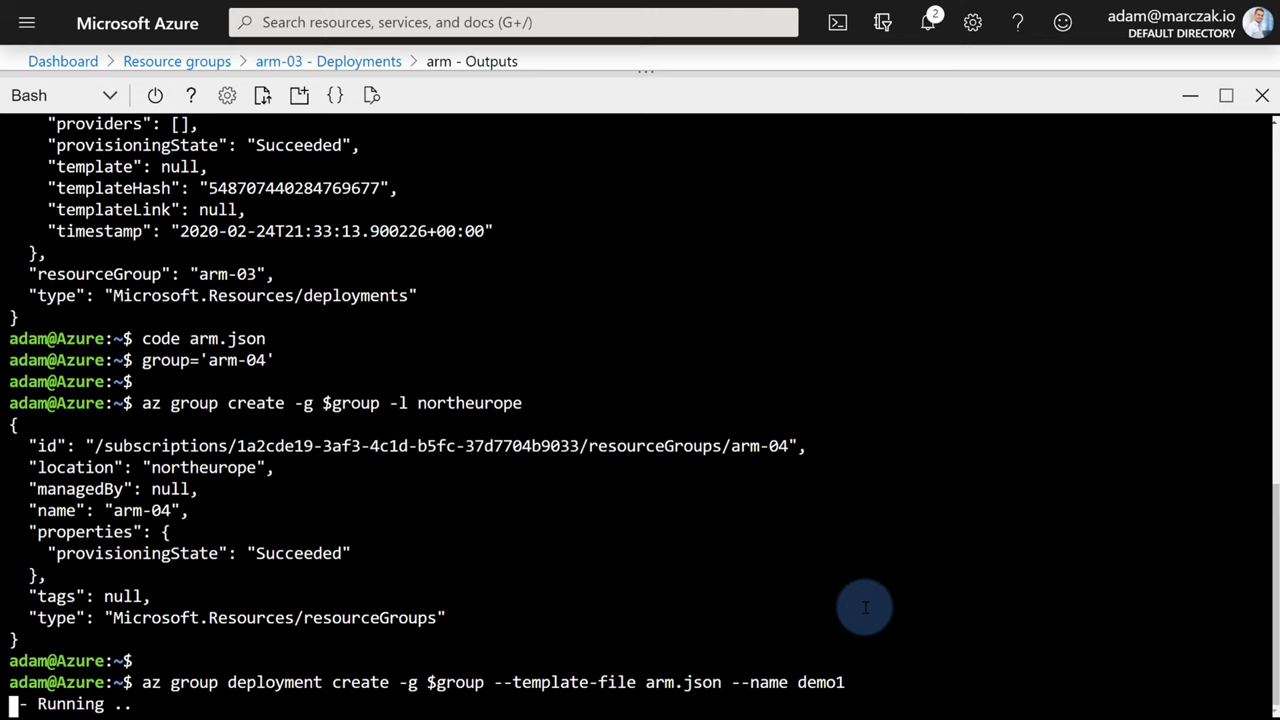 Microsoft Azure
Search resources, services, and docs (G+/)
2
adam@marczak.io
DEFAULT DIRECTORY
Dashboard > Resource groups > arm-03 - Deployments > arm - Outputs
Bash
"providers": [],
"provisioningState": "Succeeded",
"template": null,
"templateHash": "548707440284769677",
"templateLink": null,
"timestamp": "2020-02-24T21:33:13.900226+00:00"
},
"resourceGroup": "arm-03",
"type": "Microsoft.Resources/deployments"
}
adam@Azure:~$ code arm.json
adam@Azure:~$ group='arm-04'
adam@Azure:~$
adam@Azure:~$ az group create -g $group -l northeurope
{
"id": "/subscriptions/1a2cde19-3af3-4c1d-b5fc-37d7704b9033/resourceGroups/arm-04",
"location": "northeurope",
"managedBy": null,
"name": "arm-04",
"properties": {
"provisioningState": "Succeeded"
},
"tags": null,
"type": "Microsoft.Resources/resourceGroups"
}
adam@Azure:~$
adam@Azure:~$ az group deployment create -g $group --template-file arm.json --name demo1
- Running ..